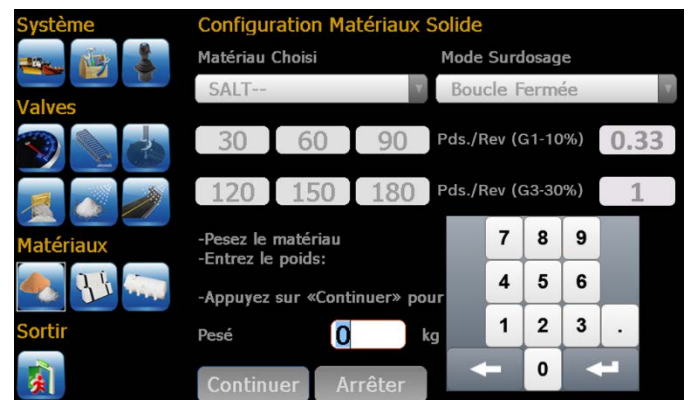 Système
Configuration Matériaux Solide
Matériau Choisi
Mode Surdosage
SALT--
Boucle Fermée
Valves
30 60 90 Pds./Rev (G1-10%) 0.33
120 150 180 Pds./Rev (G3-30%) 1
Matériaux
-Pesez le matériau
-Entrez le poids:
-Appuyez sur «Continuer» pour
Sortir
Pesé 0 kg
Continuer Arrêter
7 8 9
4 5 6
1 2 3 .
0